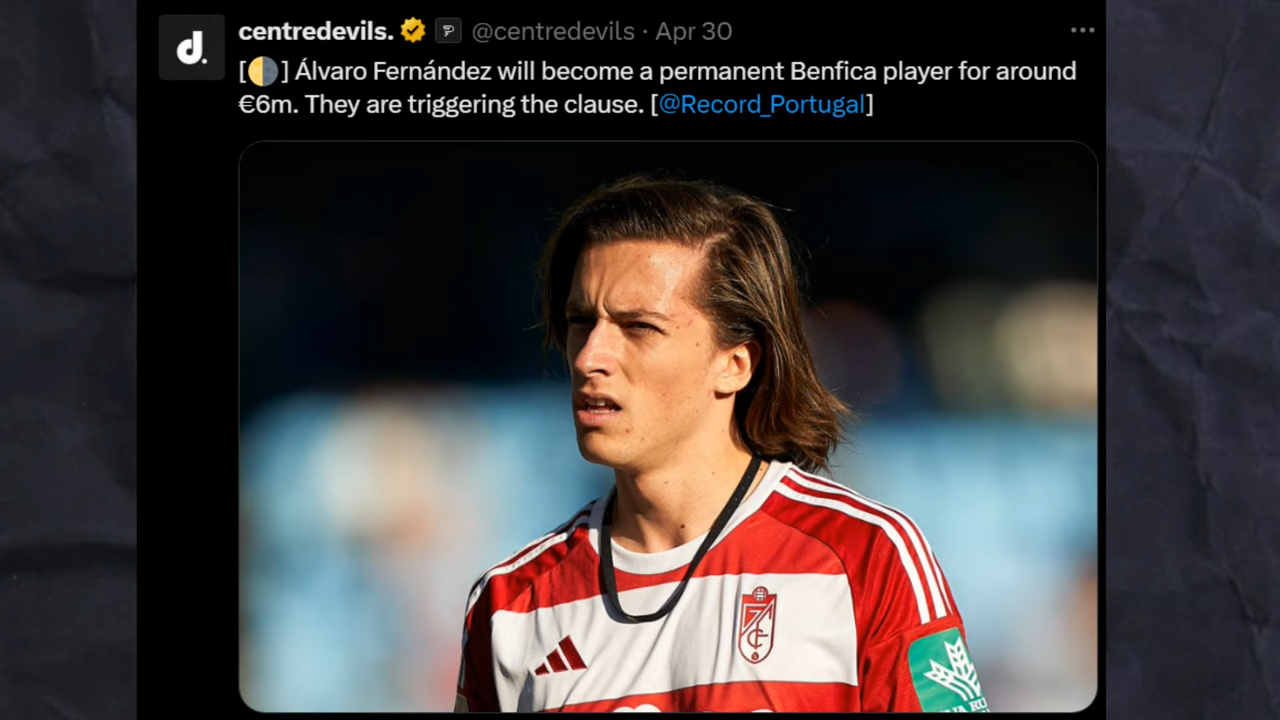 d.
centredevils. @centredevils · Apr 30
[🌗] Álvaro Fernández will become a permanent Benfica player for around
€6m. They are triggering the clause. [@Record_Portugal]